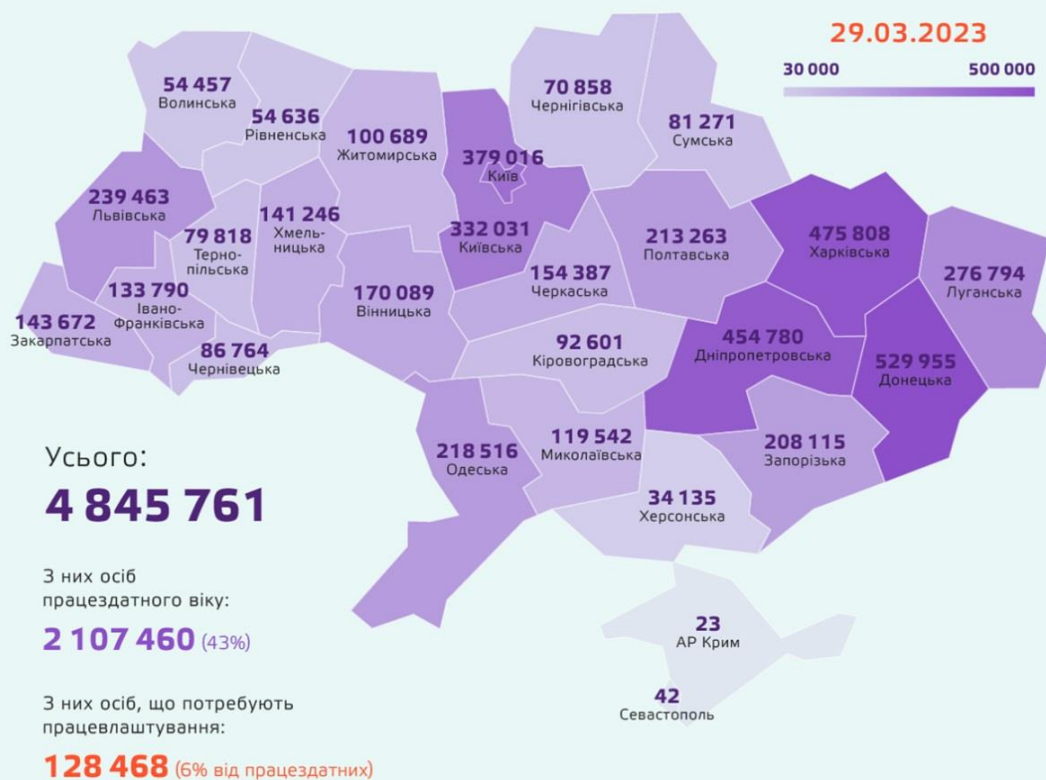 29.03.2023
30 000
500 000
54 457
Волинська
54 636
Рівненська
100 689
Житомирська
379 016
Київ
70 858
Чернігівська
81 271
Сумська
239 463
Львівська
79 818
Терно-
пільська
141 246
Хмель-
ницька
332 031
Київська
154 387
Черкаська
213 263
Полтавська
475 808
Харківська
276 794
Луганська
143 672
Закарпатська
133 790
Івано-
Франківська
86 764
Чернівецька
170 089
Вінницька
92 601
Кіровоградська
454 780
Дніпропетровська
529 955
Донецька
218 516
Одеська
119 542
Миколаївська
34 135
Херсонська
208 115
Запорізька
23
АР Крим
42
Севастополь
Усього:
4 845 761
З них осіб
працездатного віку:
2 107 460 (43%)
З них осіб, що потребують
працевлаштування:
128 468 (6% від працездатних)